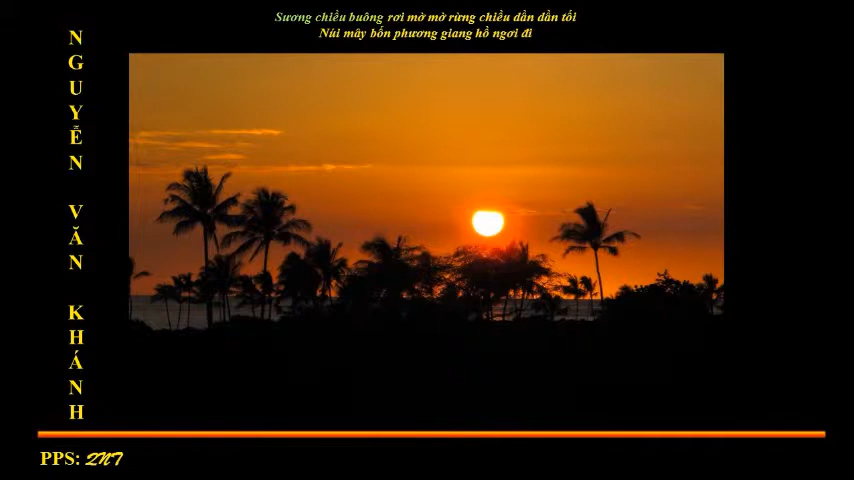 Sương chiều buông rơi mờ mờ rừng chiều dần dần tối
Núi mây bốn phương giang hồ ngơi đi
NGUYỄN VĂN KHÁNH
PPS: 2NT